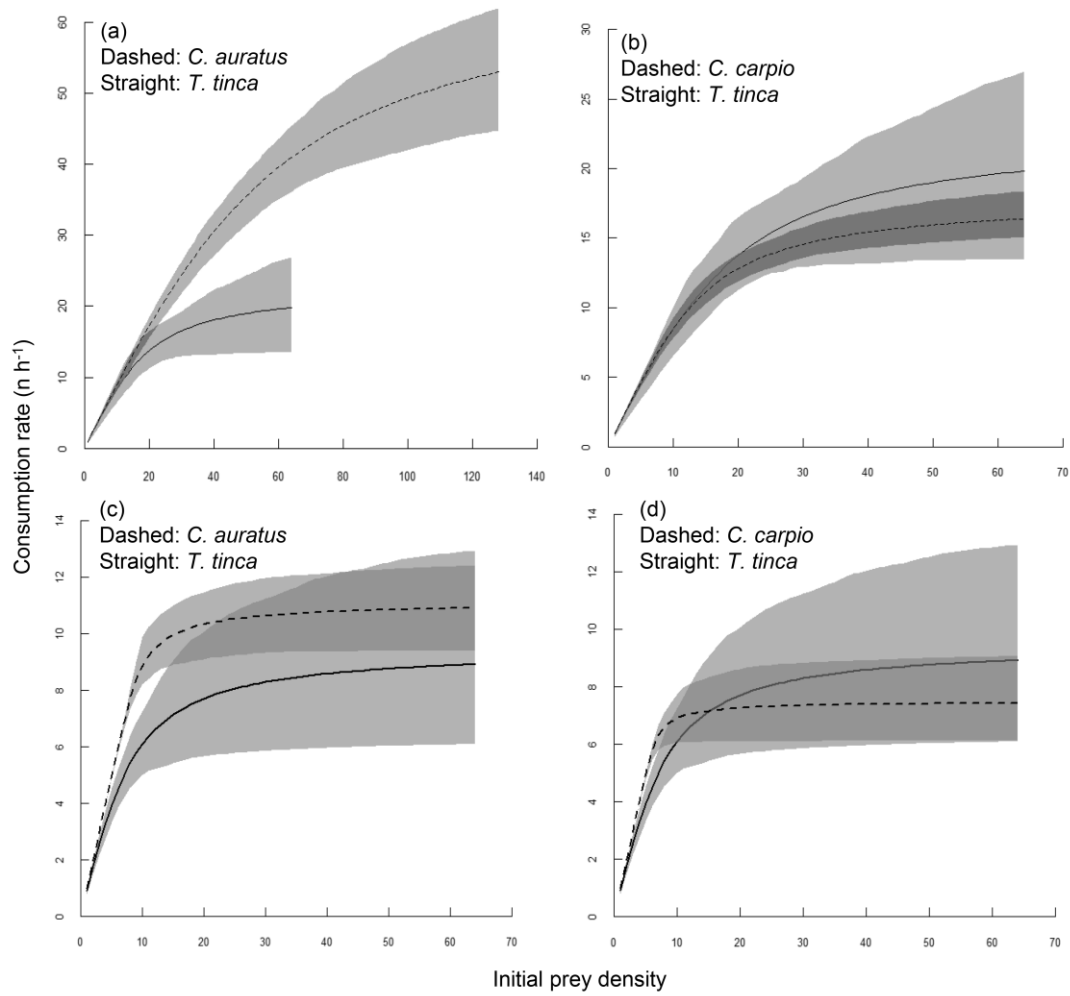 (a)
Dashed: C. auratus
Straight: T. tinca
60
50
40
30
20
10
0
0 20 40 60 80 100 120 140
(b)
Dashed: C. carpio
Straight: T. tinca
30
25
20
15
10
5
0
0 10 20 30 40 50 60 70
Consumption rate (n h⁻¹)
(c)
Dashed: C. auratus
Straight: T. tinca
14
12
10
8
6
4
2
0
0 10 20 30 40 50 60 70
(d)
Dashed: C. carpio
Straight: T. tinca
14
12
10
8
6
4
2
0
0 10 20 30 40 50 60 70
Initial prey density